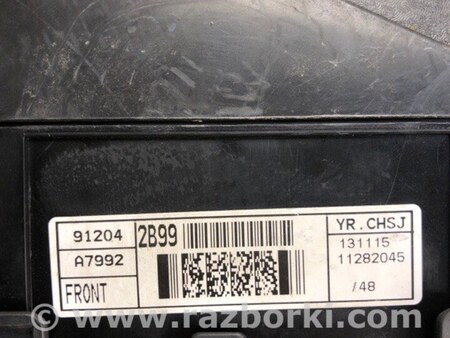 91204 2B99 YR.CHSJ
A7992 131115
11282045
FRONT /48
www.razborki.com